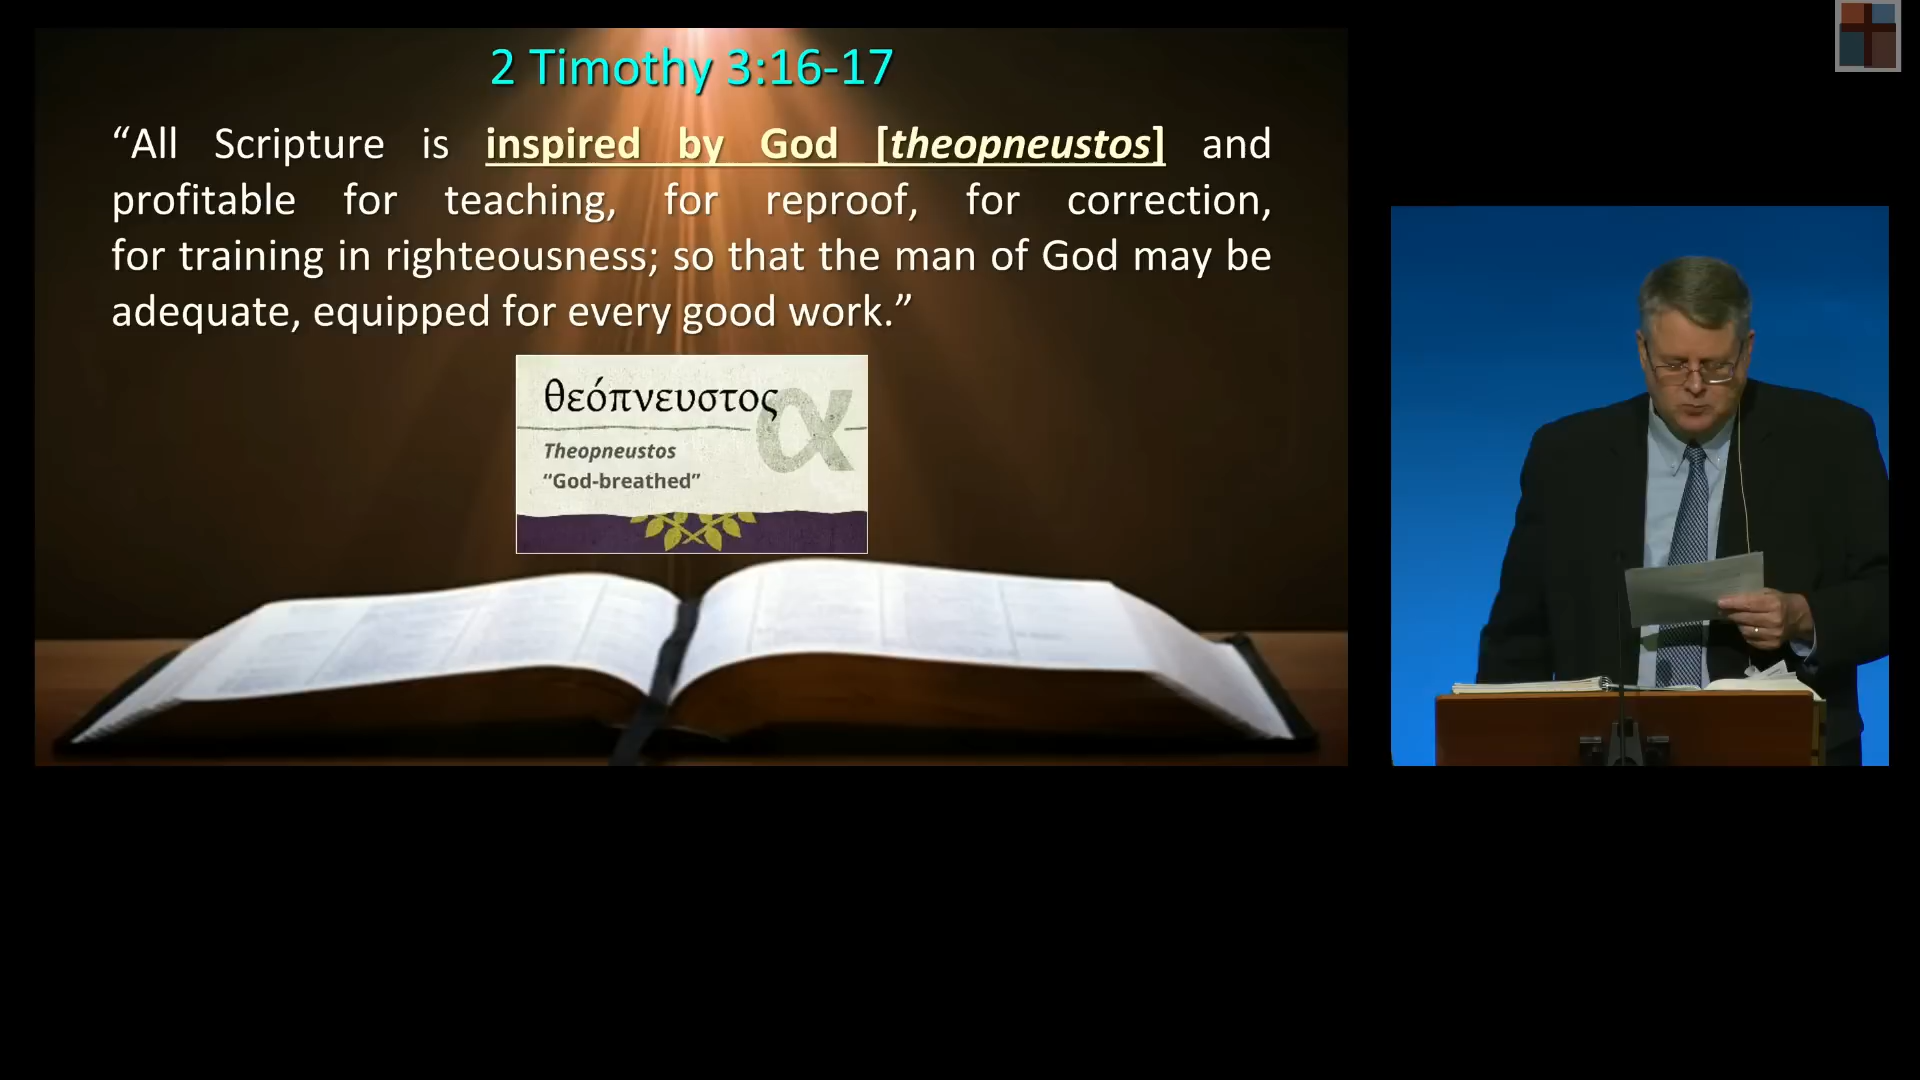 2 Timothy 3:16-17
“All Scripture is inspired by God [theopneustos] and
profitable for teaching, for reproof, for correction,
for training in righteousness; so that the man of God may be
adequate, equipped for every good work.”
θεόπνευστος
α
Theopneustos
“God-breathed”